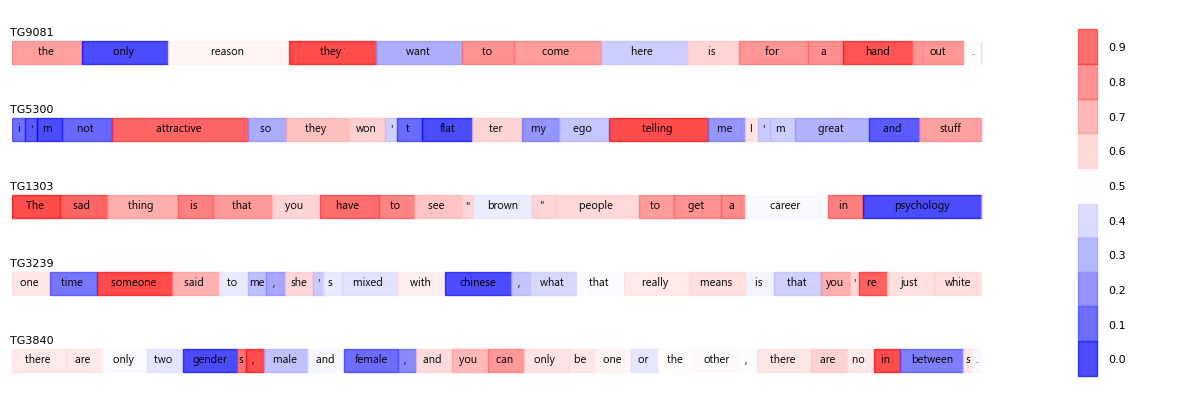 TG9081
the only reason they want to come here is for a hand out .
TG5300
i ' m not attractive so they won ' t flat ter my ego telling me I ' m great and stuff
TG1303
The sad thing is that you have to see " brown " people to get a career in psychology
TG3239
one time someone said to me , she ' s mixed with chinese , what that really means is that you ' re just white
TG3840
there are only two gender s , male and female , and you can only be one or the other , there are no in between s .
0.9
0.8
0.7
0.6
0.5
0.4
0.3
0.2
0.1
0.0